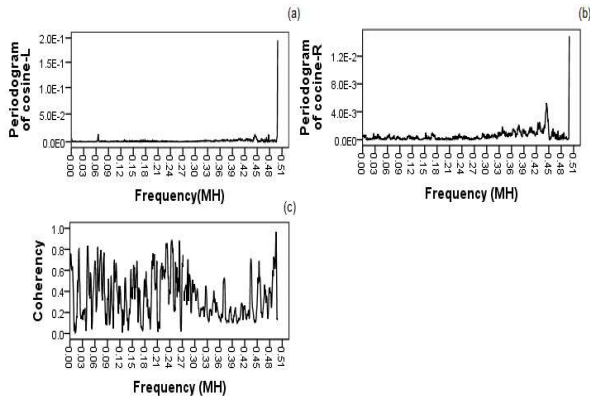 (a)
Periodogram
of cosine-L
2.0E-1
1.5E-1
1.0E-1
5.0E-2
0.0E0
0.00 0.03 0.06 0.09 0.12 0.15 0.18 0.21 0.24 0.27 0.30 0.33 0.36 0.39 0.42 0.45 0.48 0.51
Frequency(MH)
(b)
Periodogram
of cocine-R
1.2E-2
8.0E-3
4.0E-3
0.0E0
0.00 0.03 0.06 0.09 0.12 0.15 0.18 0.21 0.24 0.27 0.30 0.33 0.36 0.39 0.42 0.45 0.48 0.51
Frequency (MH)
(c)
Coherency
1.0
0.8
0.6
0.4
0.2
0.0
0.00 0.03 0.06 0.09 0.12 0.15 0.18 0.21 0.24 0.27 0.30 0.33 0.36 0.39 0.42 0.45 0.48 0.51
Frequency (MH)